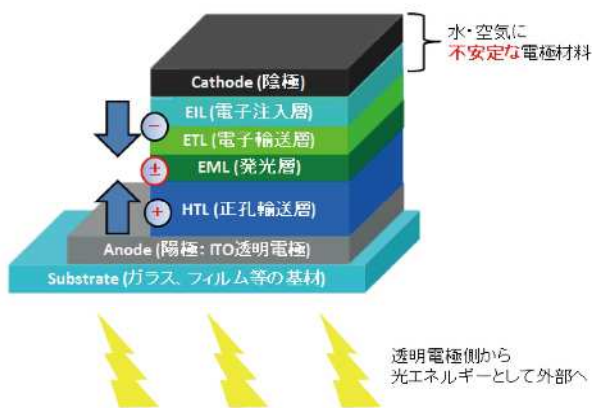 水・空気に
不安定な電極材料
Cathode (陰極)
EIL (電子注入層)
−
ETL (電子輸送層)
±
EML (発光層)
+
HTL (正孔輸送層)
Anode (陽極: ITO透明電極)
Substrate (ガラス、フィルム等の基材)
透明電極側から
光エネルギーとして外部へ